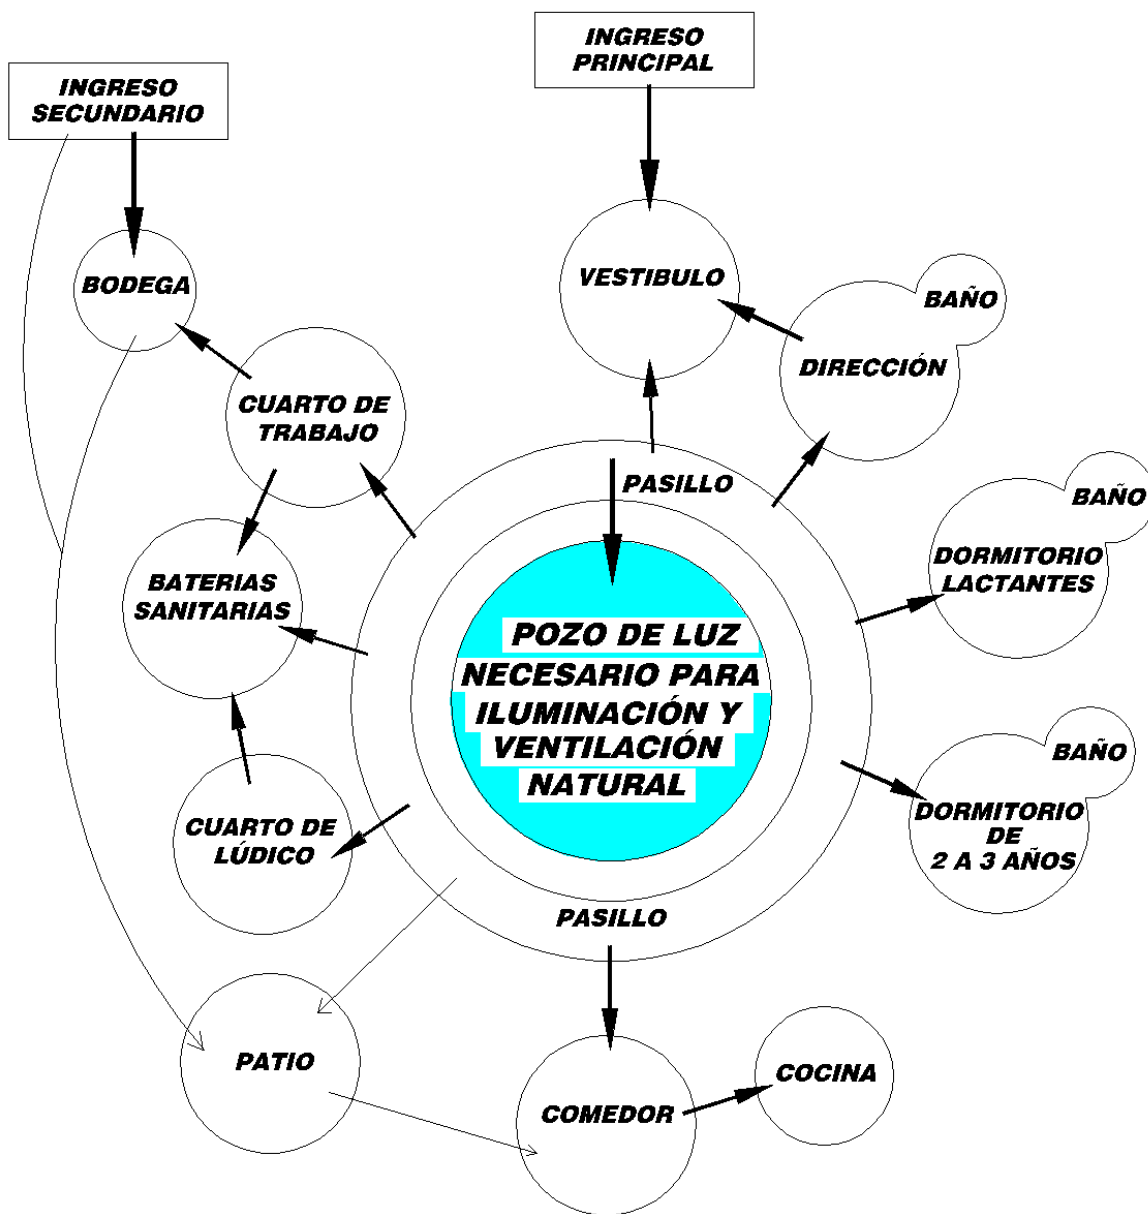 INGRESO
PRINCIPAL
INGRESO
SECUNDARIO
VESTIBULO
BODEGA
BAÑO
DIRECCIÓN
CUARTO DE
TRABAJO
PASILLO
BAÑO
DORMITORIO
LACTANTES
BATERIAS
SANITARIAS
POZO DE LUZ
NECESARIO PARA
ILUMINACIÓN Y
VENTILACIÓN
NATURAL
BAÑO
DORMITORIO
DE
2 A 3 AÑOS
CUARTO DE
LÚDICO
PASILLO
PATIO
COMEDOR
COCINA